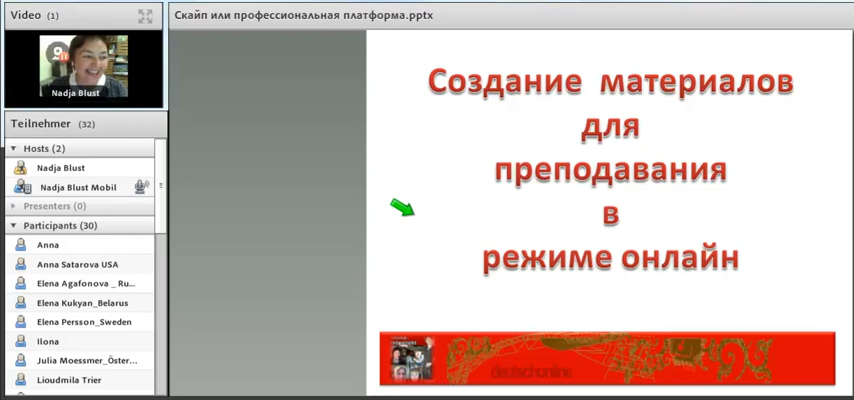 Video (1)
Nadja Blust
Teilnehmer (32)
Hosts (2)
Nadja Blust
Nadja Blust Mobil
Presenters (0)
Participants (30)
Anna
Anna Satarova USA
Elena Agafonova _ Ru...
Elena Kukyan_Belarus
Elena Persson_Sweden
Ilona
Julia Moessmer_Öster...
Lioudmila Trier
Скайп или профессиональная платформа.pptx
Создание материалов
для
преподавания
в
режиме онлайн
deutschonline